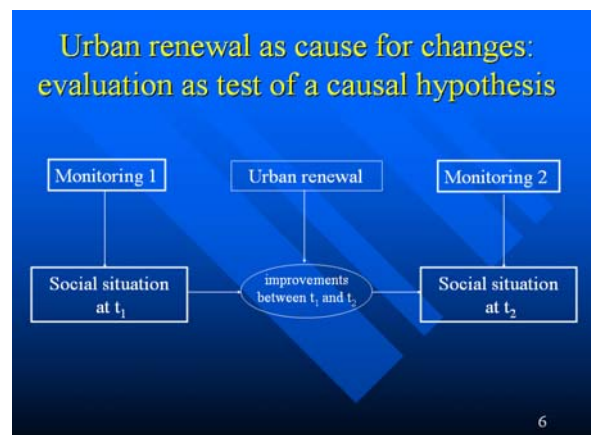 Urban renewal as cause for changes:
evaluation as test of a causal hypothesis
Monitoring 1
Urban renewal
Monitoring 2
Social situation
at t₁
improvements
between t₁ and t₂
Social situation
at t₂
6